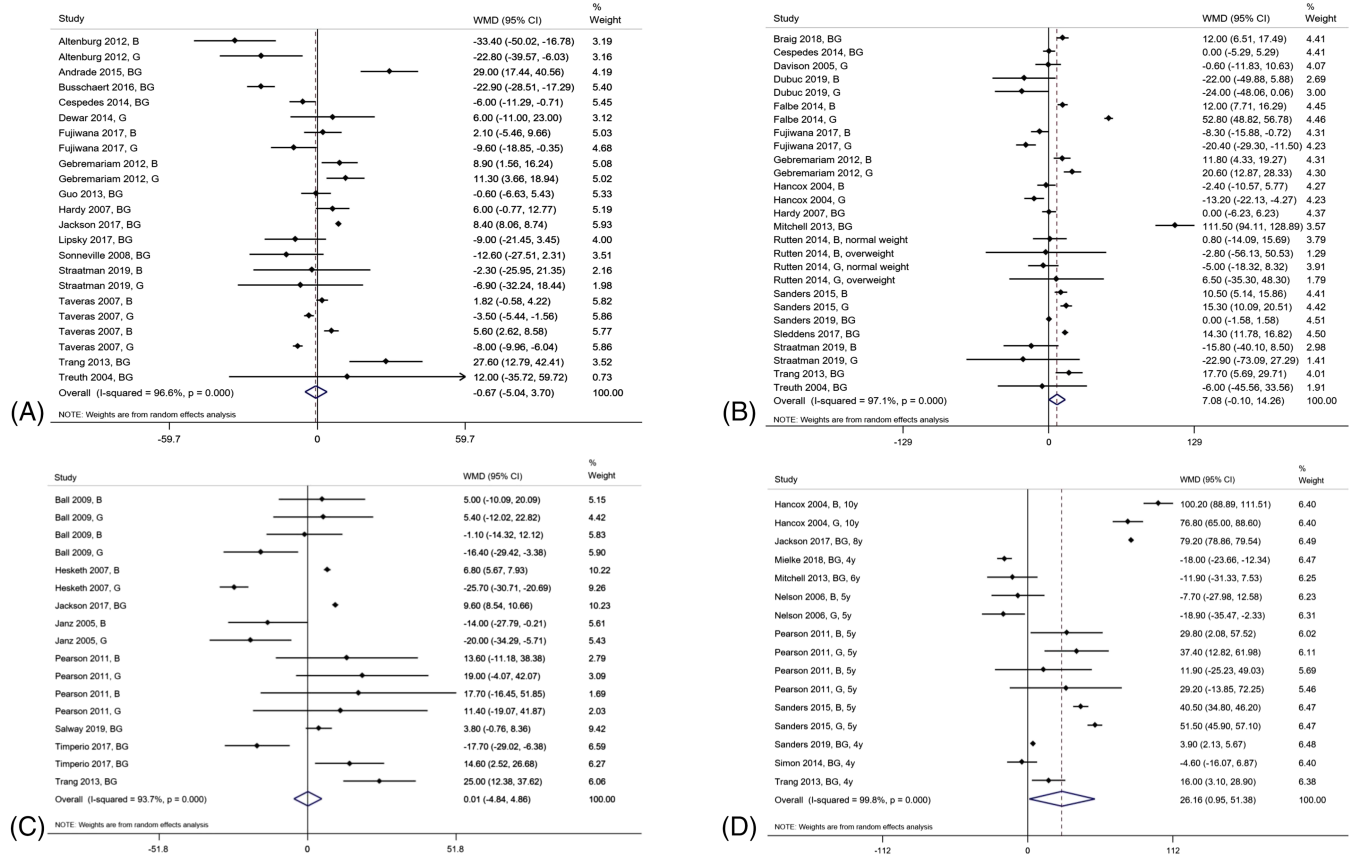 %
Study WMD (95% CI) Weight
Altenburg 2012, B -33.40 (-50.02, -16.78) 3.19
Altenburg 2012, G -22.80 (-39.57, -6.03) 3.16
Andrade 2015, BG 29.00 (17.44, 40.56) 4.19
Busschaert 2016, BG -22.90 (-28.51, -17.29) 5.40
Cespedes 2014, BG -6.00 (-11.29, -0.71) 5.45
Dewar 2014, G 6.00 (-11.00, 23.00) 3.12
Fujiwana 2017, B 2.10 (-5.46, 9.66) 5.03
Fujiwana 2017, G -9.60 (-18.85, -0.35) 4.68
Gebremariam 2012, B 8.90 (1.56, 16.24) 5.08
Gebremariam 2012, G 11.30 (3.66, 18.94) 5.02
Guo 2013, BG -0.60 (-6.63, 5.43) 5.33
Hardy 2007, BG 6.00 (-0.77, 12.77) 5.19
Jackson 2017, BG 8.40 (8.06, 8.74) 5.93
Lipsky 2017, BG -9.00 (-21.45, 3.45) 4.00
Sonneville 2008, BG -12.60 (-27.51, 2.31) 3.51
Straatman 2019, B -2.30 (-25.95, 21.35) 2.16
Straatman 2019, G -6.90 (-32.24, 18.44) 1.98
Taveras 2007, B 1.82 (-0.58, 4.22) 5.82
Taveras 2007, G -3.50 (-5.44, -1.56) 5.86
Taveras 2007, B 5.60 (2.62, 8.58) 5.77
Taveras 2007, G -8.00 (-9.96, -6.04) 5.86
Trang 2013, BG 27.60 (12.79, 42.41) 3.52
Treuth 2004, BG 12.00 (-35.72, 59.72) 0.73
Overall (I-squared = 96.6%, p = 0.000) -0.67 (-5.04, 3.70) 100.00
NOTE: Weights are from random effects analysis
(A)
-59.7 0 59.7
%
Study WMD (95% CI) Weight
Braig 2018, BG 12.00 (6.51, 17.49) 4.41
Cespedes 2014, BG 0.00 (-5.29, 5.29) 4.41
Davison 2005, G -0.60 (-11.83, 10.63) 4.07
Dubuc 2019, B -22.00 (-49.88, 5.88) 2.69
Dubuc 2019, G -24.00 (-48.06, 0.06) 3.00
Falbe 2014, B 12.00 (7.71, 16.29) 4.45
Falbe 2014, G 52.80 (48.82, 56.78) 4.46
Fujiwana 2017, B -8.30 (-15.88, -0.72) 4.31
Fujiwana 2017, G -20.40 (-29.30, -11.50) 4.23
Gebremariam 2012, B 11.80 (4.33, 19.27) 4.31
Gebremariam 2012, G 20.60 (12.87, 28.33) 4.30
Hancox 2004, B -2.40 (-10.57, 5.77) 4.27
Hancox 2004, G -13.20 (-22.13, -4.27) 4.23
Hardy 2007, BG 0.00 (-6.23, 6.23) 4.37
Mitchell 2013, BG 111.50 (94.11, 128.89) 3.57
Rutten 2014, B, normal weight 0.80 (-14.09, 15.69) 3.79
Rutten 2014, B, overweight -2.80 (-56.13, 50.53) 1.29
Rutten 2014, G, normal weight -5.00 (-18.32, 8.32) 3.91
Rutten 2014, G, overweight 6.50 (-35.30, 48.30) 1.79
Sanders 2015, B 10.50 (5.14, 15.86) 4.41
Sanders 2015, G 15.30 (10.09, 20.51) 4.42
Sanders 2019, BG 0.00 (-1.58, 1.58) 4.51
Sleddens 2017, BG 14.30 (11.78, 16.82) 4.50
Straatman 2019, B -15.80 (-40.10, 8.50) 2.98
Straatman 2019, G -22.90 (-73.09, 27.29) 1.41
Trang 2013, BG 17.70 (5.69, 29.71) 4.01
Treuth 2004, BG -6.00 (-45.56, 33.56) 1.91
Overall (I-squared = 97.1%, p = 0.000) 7.08 (-0.10, 14.26) 100.00
NOTE: Weights are from random effects analysis
(B)
-129 0 129
%
Study WMD (95% CI) Weight
Ball 2009, B 5.00 (-10.09, 20.09) 5.15
Ball 2009, G 5.40 (-12.02, 22.82) 4.42
Ball 2009, B -1.10 (-14.32, 12.12) 5.83
Ball 2009, G -16.40 (-29.42, -3.38) 5.90
Hesketh 2007, B 6.80 (5.67, 7.93) 10.22
Hesketh 2007, G -25.70 (-30.71, -20.69) 9.26
Jackson 2017, BG 9.60 (8.54, 10.66) 10.23
Janz 2005, B -14.00 (-27.79, -0.21) 5.61
Janz 2005, G -20.00 (-34.29, -5.71) 5.43
Pearson 2011, B 13.60 (-11.18, 38.38) 2.79
Pearson 2011, G 19.00 (-4.07, 42.07) 3.09
Pearson 2011, B 17.70 (-16.45, 51.85) 1.69
Pearson 2011, G 11.40 (-19.07, 41.87) 2.03
Salway 2019, BG 3.80 (-0.76, 8.36) 9.42
Timperio 2017, BG -17.70 (-29.02, -6.38) 6.59
Timperio 2017, BG 14.60 (2.52, 26.68) 6.27
Trang 2013, BG 25.00 (12.38, 37.62) 6.06
Overall (I-squared = 93.7%, p = 0.000) 0.01 (-4.84, 4.86) 100.00
NOTE: Weights are from random effects analysis
(C)
-51.8 0 51.8
%
Study WMD (95% CI) Weight
Hancox 2004, B, 10y 100.20 (88.89, 111.51) 6.40
Hancox 2004, G, 10y 76.80 (65.00, 88.60) 6.40
Jackson 2017, BG, 8y 79.20 (78.86, 79.54) 6.49
Mielke 2018, BG, 4y -18.00 (-23.66, -12.34) 6.47
Mitchell 2013, BG, 6y -11.90 (-31.33, 7.53) 6.25
Nelson 2006, B, 5y -7.70 (-27.98, 12.58) 6.23
Nelson 2006, G, 5y -18.90 (-35.47, -2.33) 6.31
Pearson 2011, B, 5y 29.80 (2.08, 57.52) 6.02
Pearson 2011, G, 5y 37.40 (12.82, 61.98) 6.11
Pearson 2011, B, 5y 11.90 (-25.23, 49.03) 5.69
Pearson 2011, G, 5y 29.20 (-13.85, 72.25) 5.46
Sanders 2015, B, 5y 40.50 (34.80, 46.20) 6.47
Sanders 2015, G, 5y 51.50 (45.90, 57.10) 6.47
Sanders 2019, BG, 4y 3.90 (2.13, 5.67) 6.48
Simon 2014, BG, 4y -4.60 (-16.07, 6.87) 6.40
Trang 2013, BG, 4y 16.00 (3.10, 28.90) 6.38
Overall (I-squared = 99.8%, p = 0.000) 26.16 (0.95, 51.38) 100.00
NOTE: Weights are from random effects analysis
(D)
-112 0 112